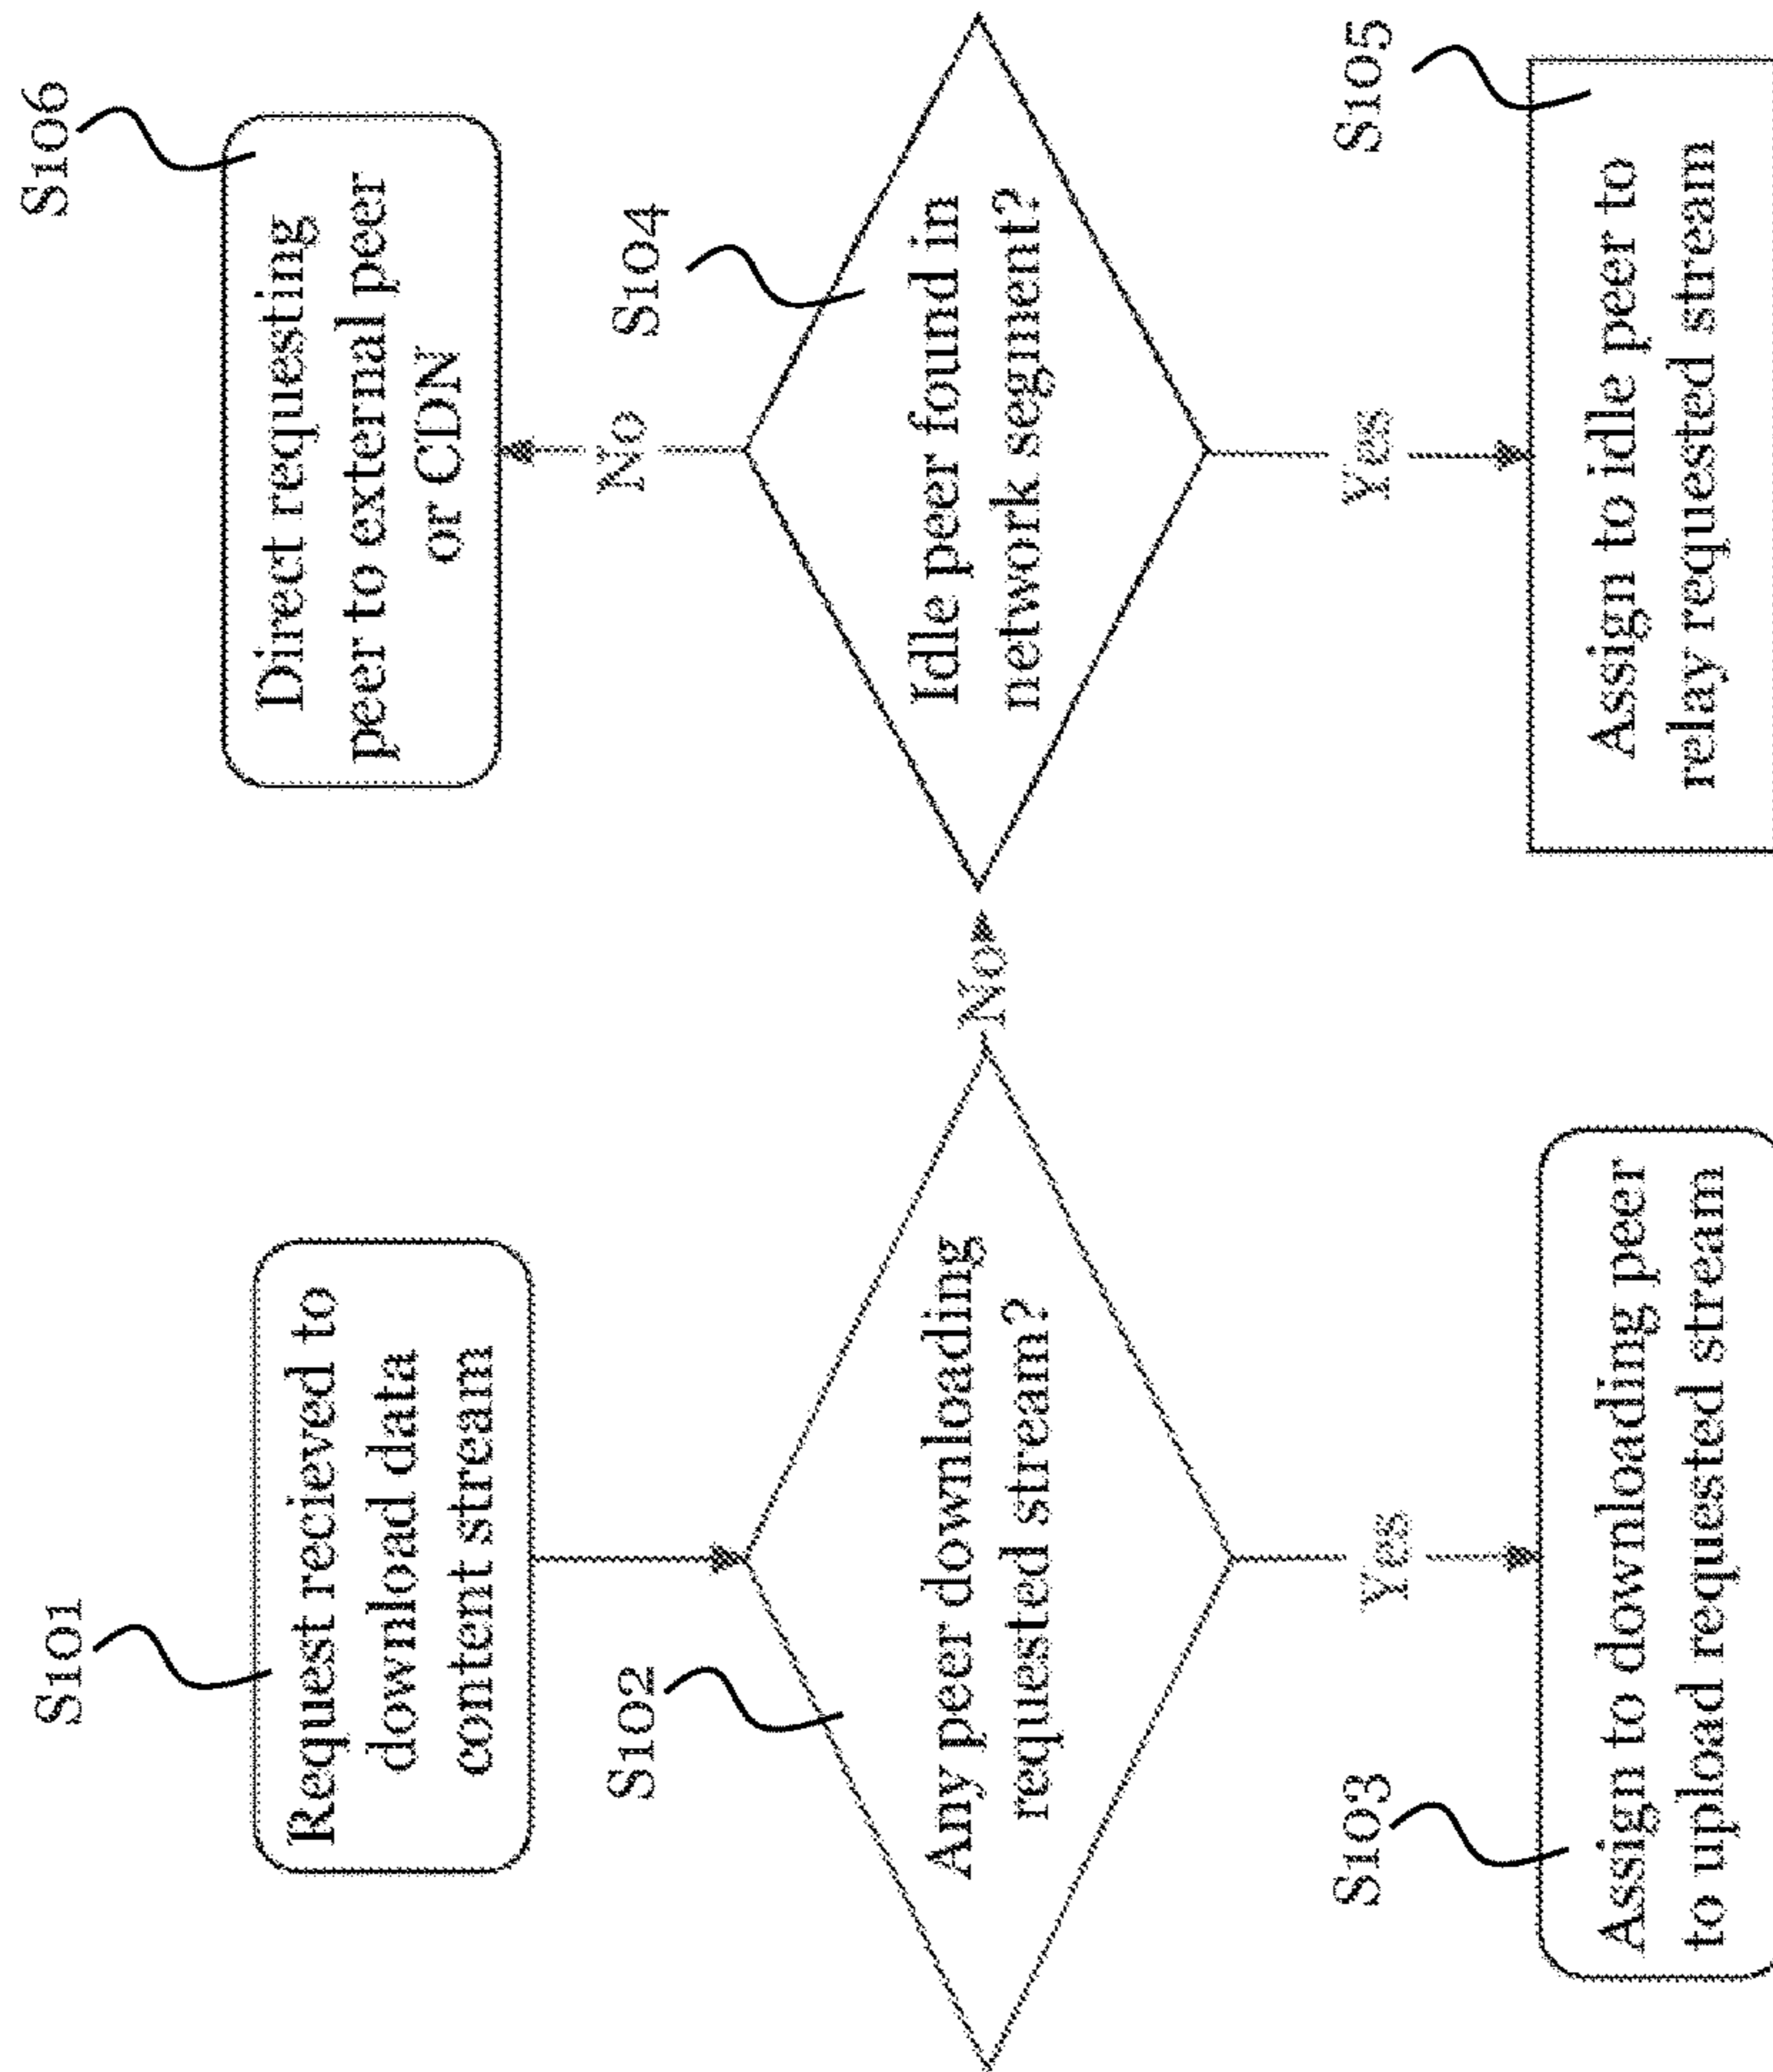 S101
Request recieved to
download data
content stream
S102
Any peer downloading
requested stream?
Yes
S103
Assign to downloading peer
to upload requested stream
No
S104
Idle peer found in
network segment?
Yes
S105
Assign to idle peer to
relay requested stream
No
S106
Direct requesting
peer to external peer
or CDN